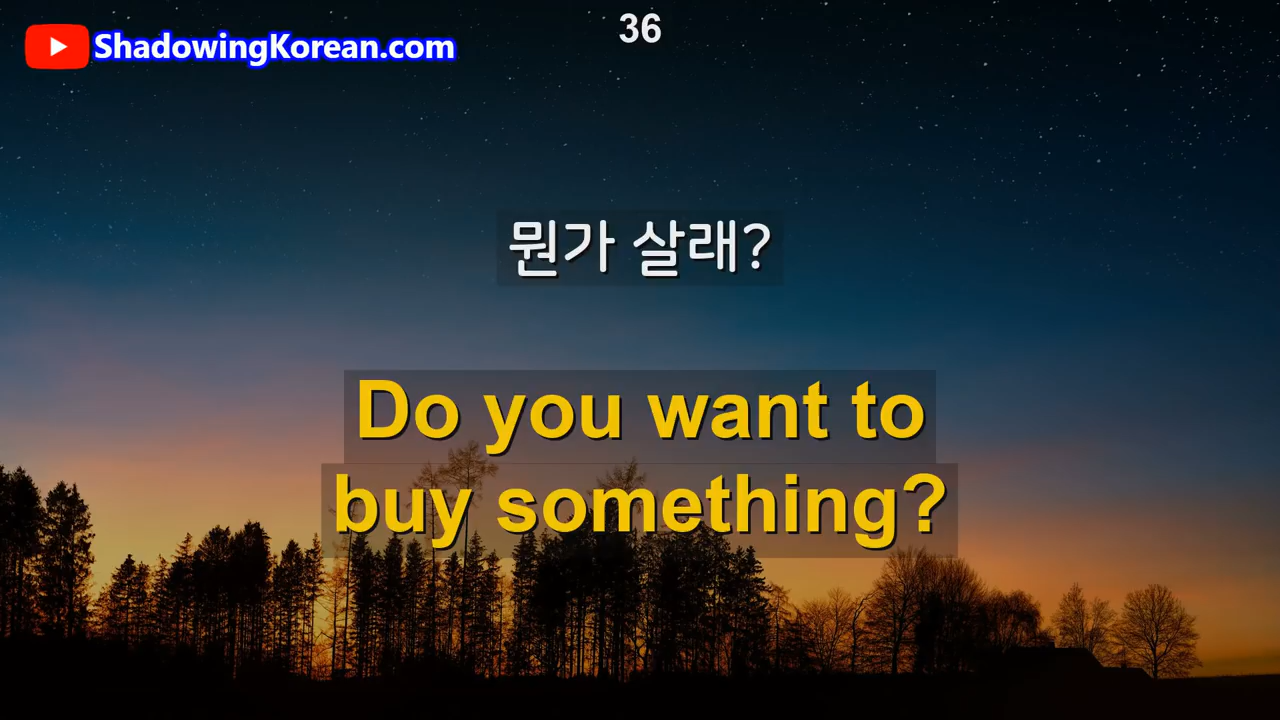 36
ShadowingKorean.com
뭔가 살래?
Do you want to
buy something?